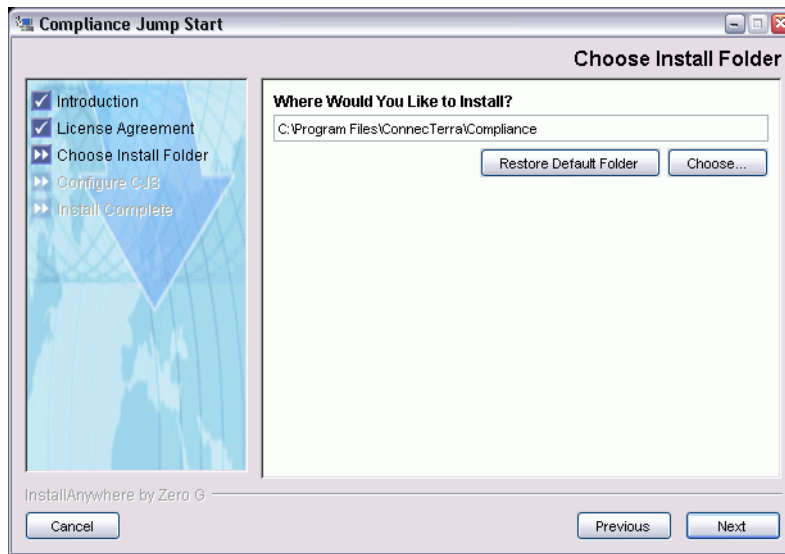 Compliance Jump Start
Choose Install Folder
Introduction
License Agreement
Choose Install Folder
Configure CJS
Install Complete
Where Would You Like to Install?
C:\Program Files\ConnecTerra\Compliance
Restore Default Folder
Choose...
InstallAnywhere by Zero G
Cancel
Previous
Next